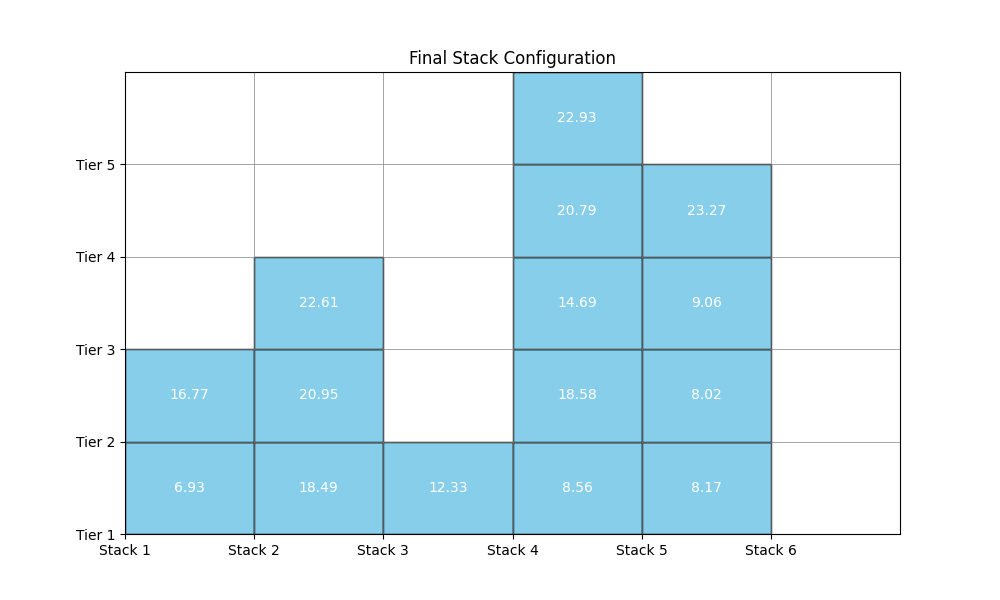 Final Stack Configuration
22.93
Tier 5
20.79 23.27
Tier 4
22.61 14.69 9.06
Tier 3
16.77 20.95 18.58 8.02
Tier 2
6.93 18.49 12.33 8.56 8.17
Tier 1
Stack 1 Stack 2 Stack 3 Stack 4 Stack 5 Stack 6